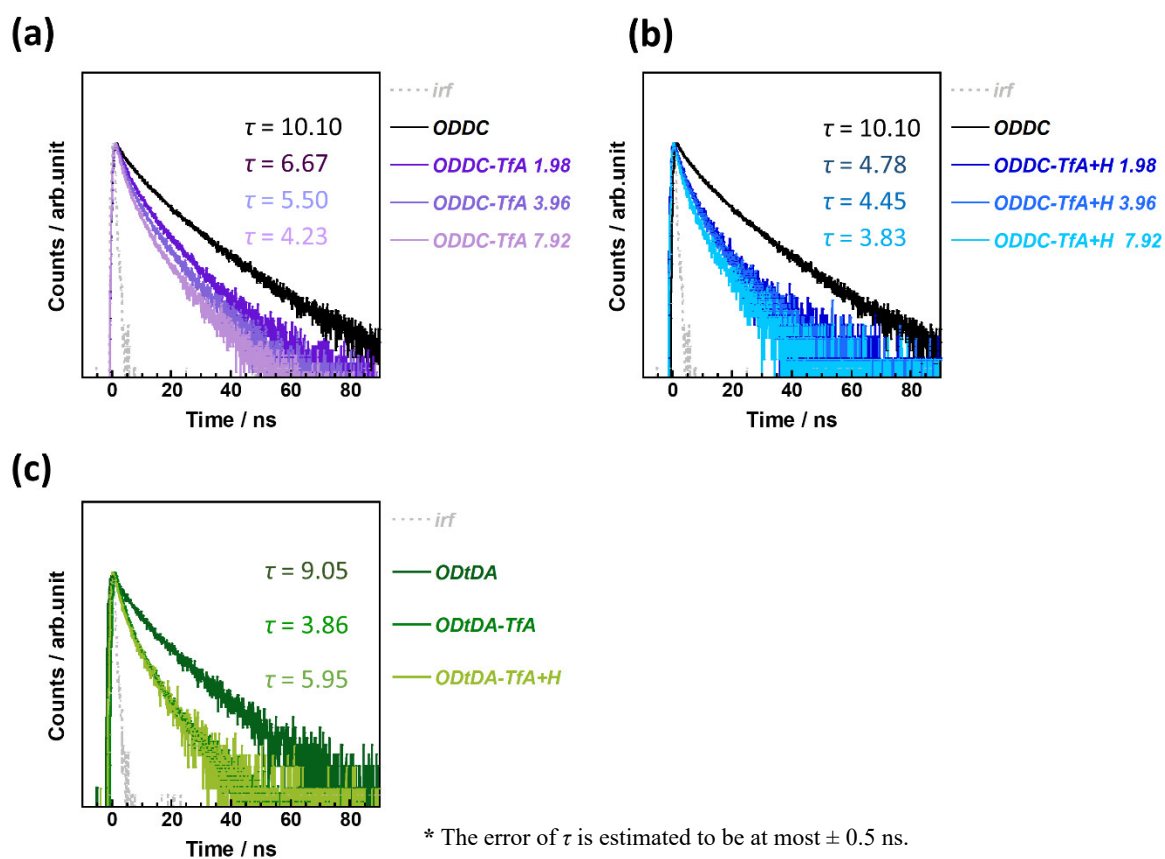 (a)
irf
τ = 10.10 ODDC
τ = 6.67 ODDC-TfA 1.98
τ = 5.50 ODDC-TfA 3.96
τ = 4.23 ODDC-TfA 7.92
Counts / arb.unit
0 20 40 60 80
Time / ns
(b)
irf
τ = 10.10 ODDC
τ = 4.78 ODDC-TfA+H 1.98
τ = 4.45 ODDC-TfA+H 3.96
τ = 3.83 ODDC-TfA+H 7.92
Counts / arb.unit
0 20 40 60 80
Time / ns
(c)
irf
τ = 9.05 ODtDA
τ = 3.86 ODtDA-TfA
τ = 5.95 ODtDA-TfA+H
Counts / arb.unit
0 20 40 60 80
Time / ns
* The error of τ is estimated to be at most ± 0.5 ns.